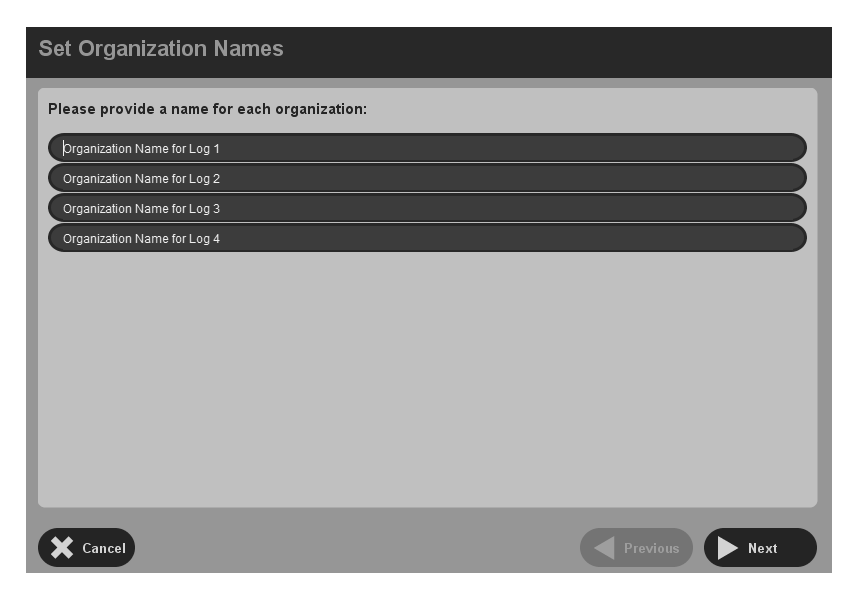 Set Organization Names
Please provide a name for each organization:
Organization Name for Log 1
Organization Name for Log 2
Organization Name for Log 3
Organization Name for Log 4
Cancel
Previous
Next